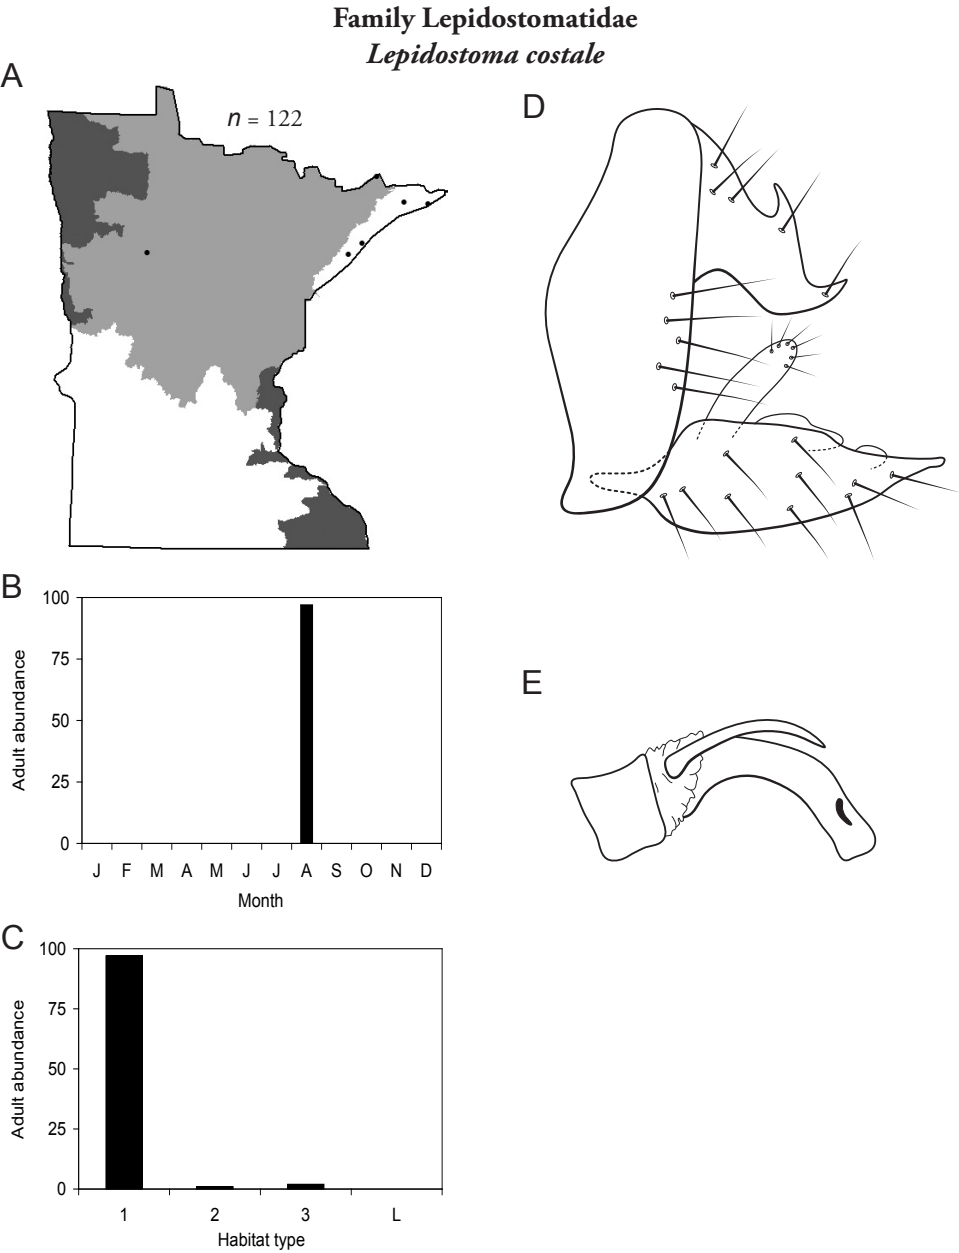 Family Lepidostomatidae
Lepidostoma costale
A
n = 122
D
B
100
75
50
25
0
Adult abundance
J F M A M J J A S O N D
Month
E
C
100
75
50
25
0
Adult abundance
1 2 3 L
Habitat type